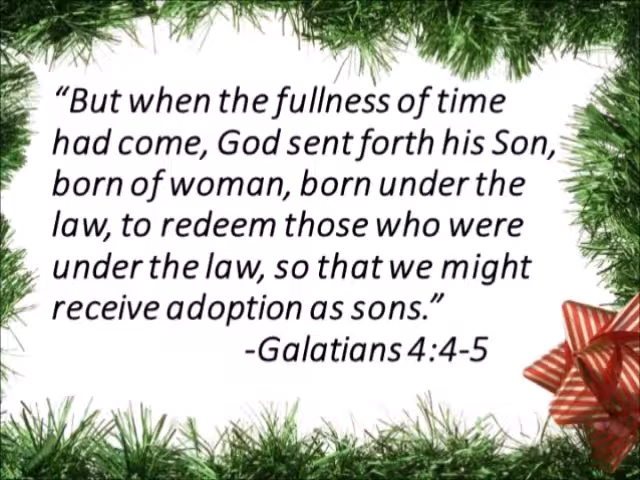 “But when the fullness of time
had come, God sent forth his Son,
born of woman, born under the
law, to redeem those who were
under the law, so that we might
receive adoption as sons.”
-Galatians 4:4-5